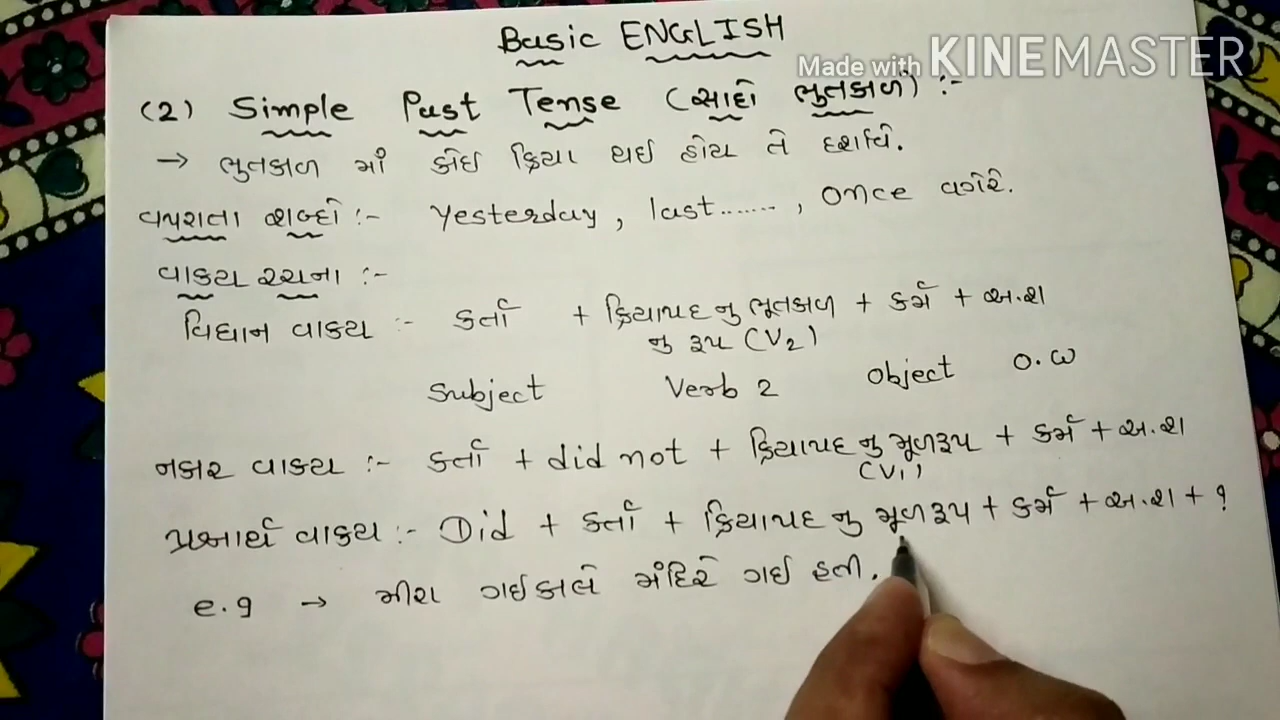 Basic ENGLISH
Made with KINEMASTER
(2) Simple Past Tense (સાદો ભુતકાળ) :-
→ ભુતકાળ માં કોઈ ક્રિયા થઈ હોય તે દર્શાવે.
વપરાતા શબ્દો :- Yesterday, last......., once વગેરે.
વાક્ય રચના :-
વિધાન વાક્ય :- કર્તા + ક્રિયાપદ નુ ભૂતકાળ + કર્મ + અ.શ
નુ રૂપ (V2)
Subject Verb 2 Object O.W
નકાર વાક્ય :- કર્તા + did not + ક્રિયાપદ નુ મૂળરૂપ + કર્મ + અ.શ
(V1)
પ્રશ્નાર્થ વાક્ય :- Did + કર્તા + ક્રિયાપદ નુ મૂળરૂપ + કર્મ + અ.શ + ?
e.g → મીરા ગઈકાલે મંદિરે ગઈ હતી.